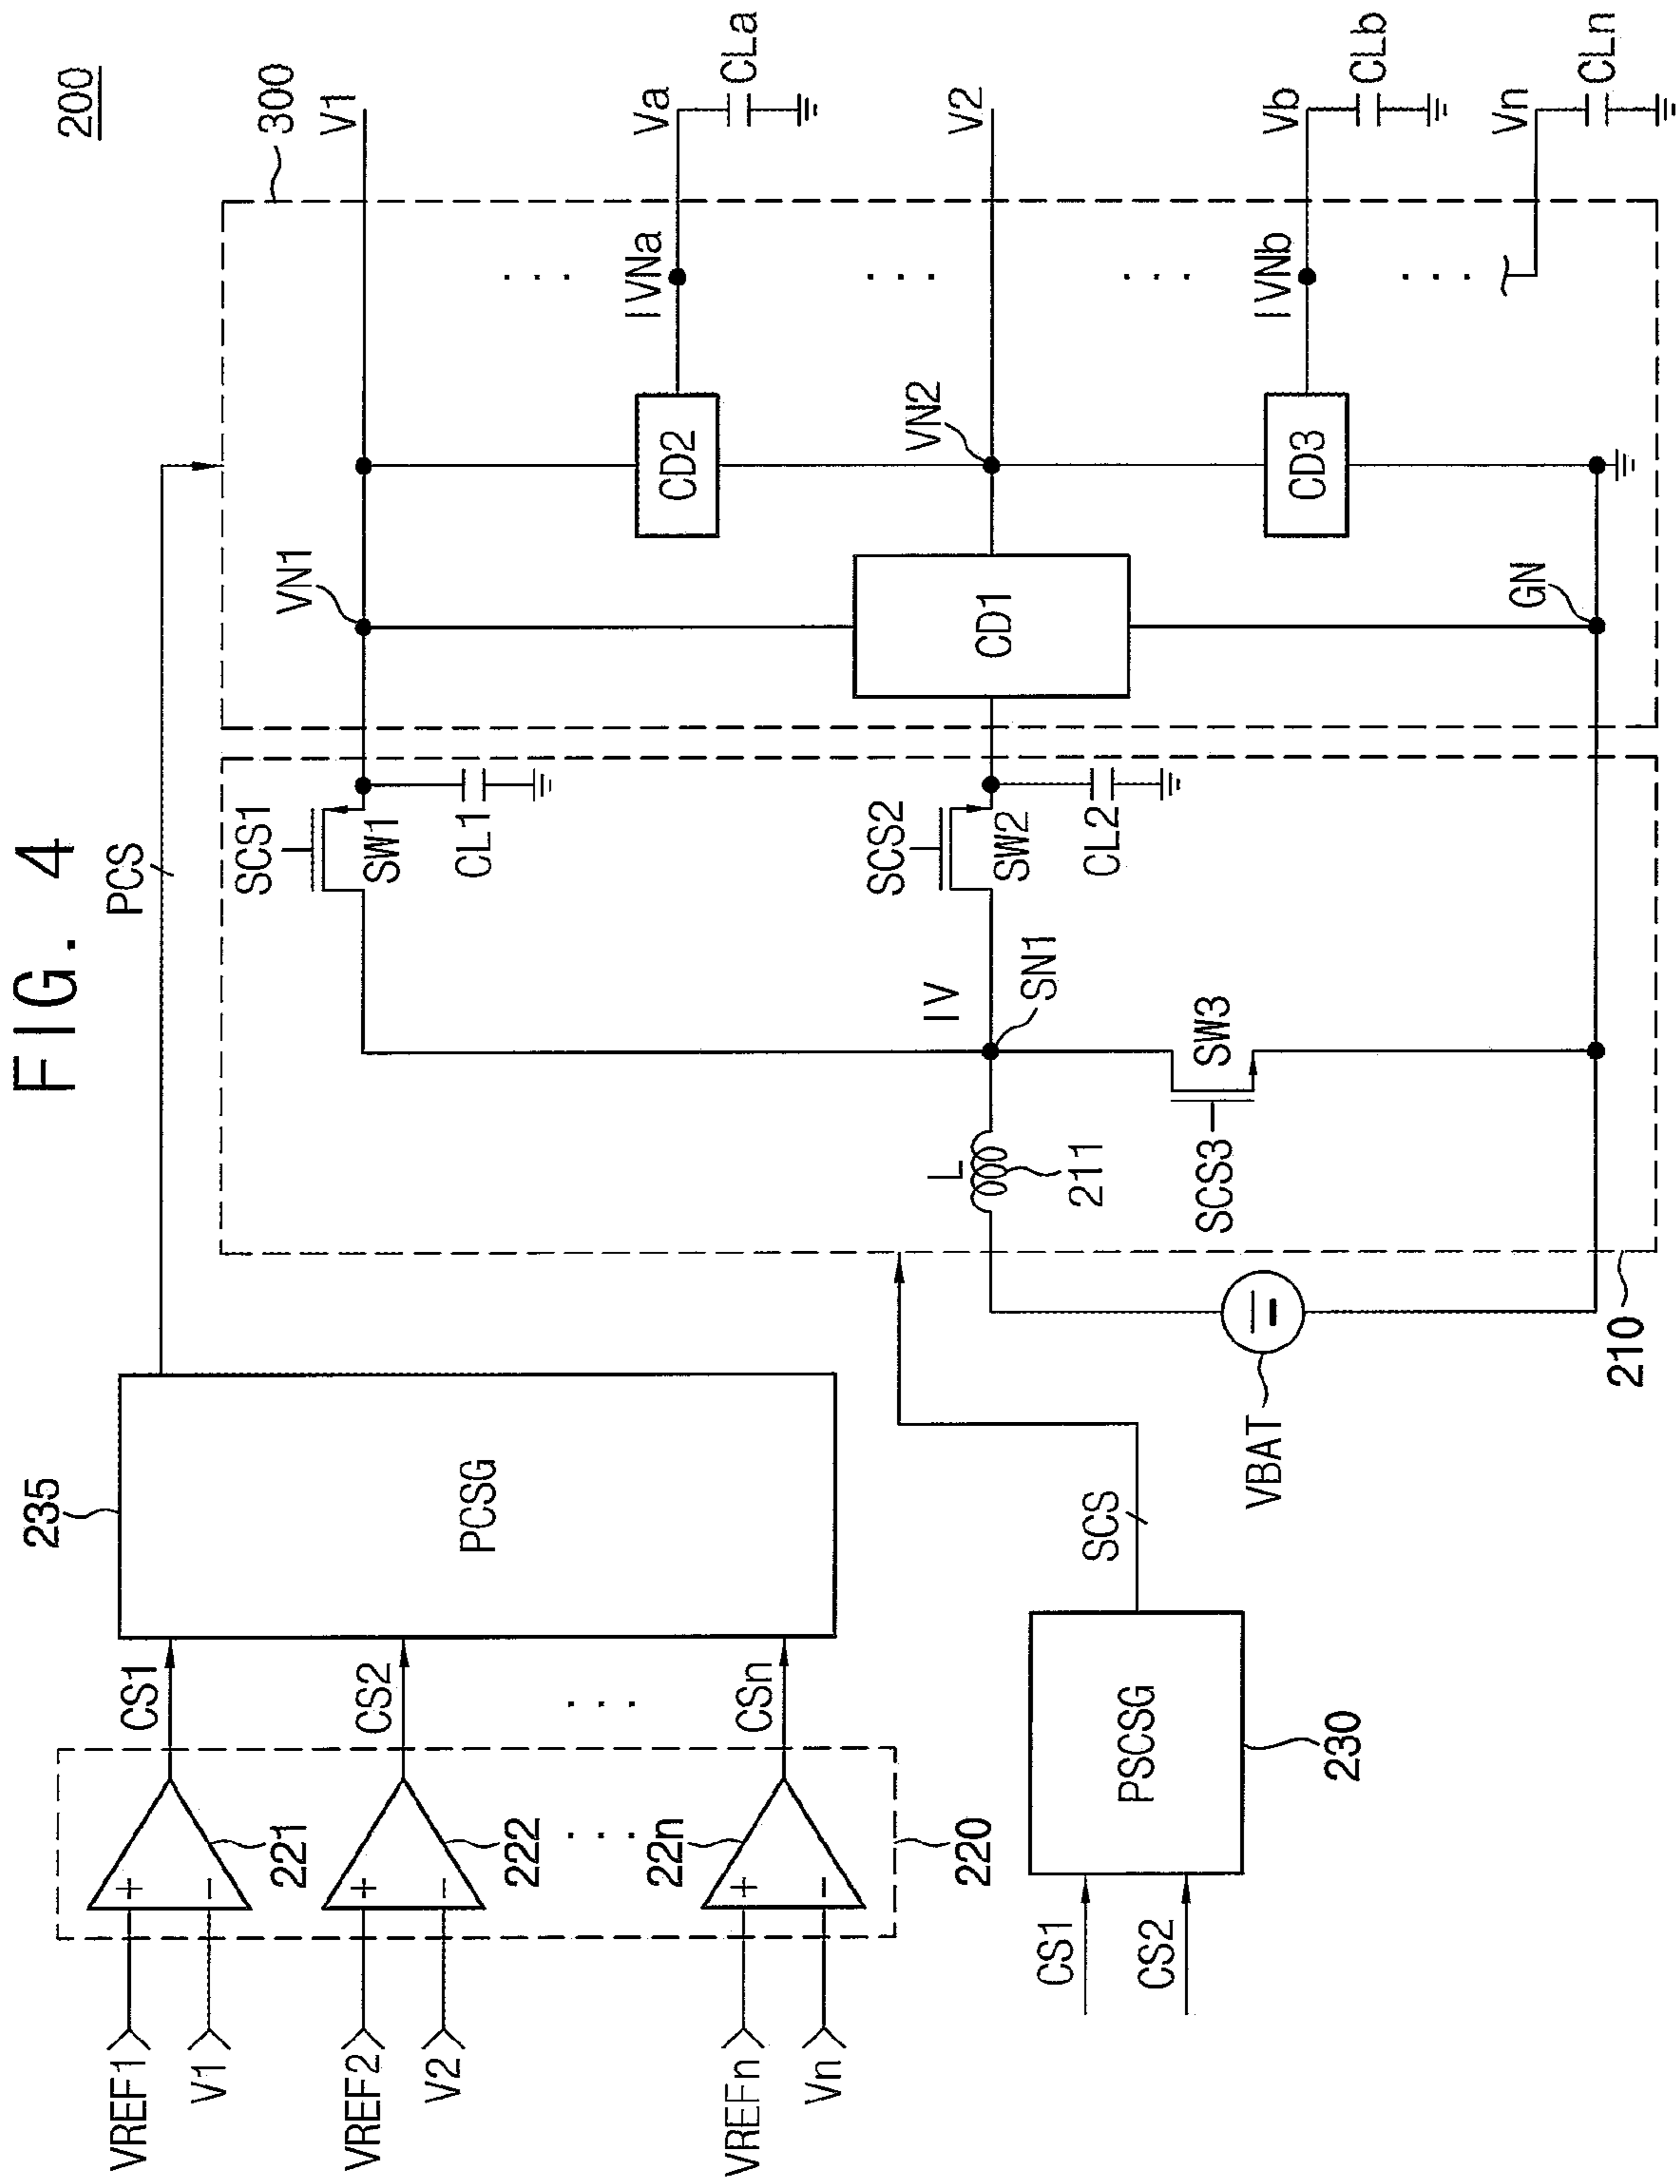 FIG. 4
200
VREF1
V1
VREF2
V2
VREFn
Vn
+
−
221
+
−
222
. . .
22n
+
−
220
CS1
CS2
. . .
CSn
235
PCSG
PCS
CS1
CS2
PSCSG
230
SCS
VBAT
210
L
211
IV
SN1
SCS3
SW3
SCS1
SW1
CL1
SCS2
SW2
CL2
300
VN1
CD1
GN
CD2
VN2
CD3
IVNa
IVNb
. . .
. . .
. . .
. . .
V1
Va
CLa
V2
Vb
CLb
Vn
CLn